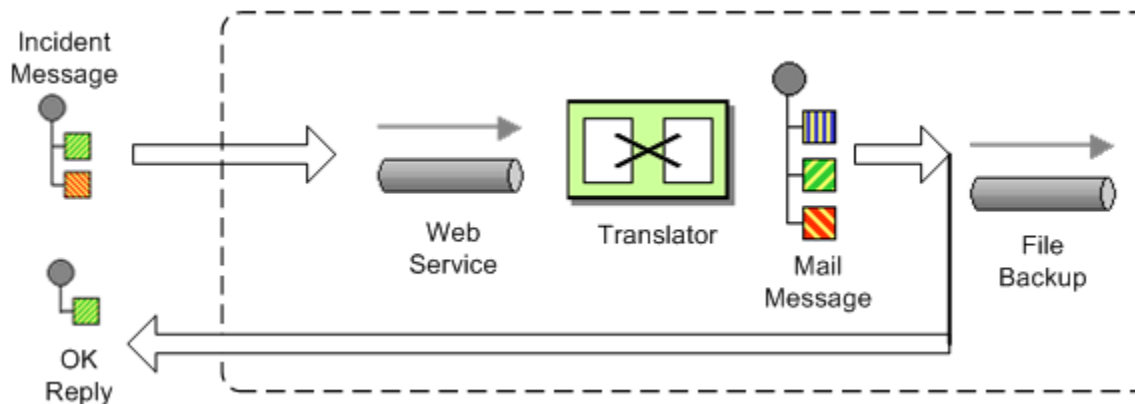 Incident
Message
Web
Service
Translator
Mail
Message
File
Backup
OK
Reply